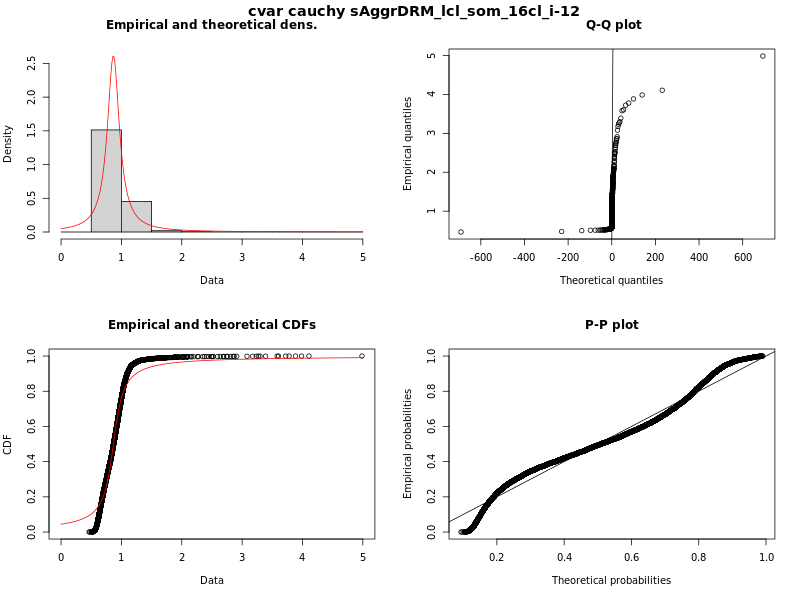 cvar cauchy sAggrDRM_lcl_som_16cl_i-12
Empirical and theoretical dens.
Density
0.0 0.5 1.0 1.5 2.0 2.5
0 1 2 3 4 5
Data
Q-Q plot
Empirical quantiles
1 2 3 4 5
-600 -400 -200 0 200 400 600
Theoretical quantiles
Empirical and theoretical CDFs
CDF
0.0 0.2 0.4 0.6 0.8 1.0
0 1 2 3 4 5
Data
P-P plot
Empirical probabilities
0.0 0.2 0.4 0.6 0.8 1.0
0.2 0.4 0.6 0.8 1.0
Theoretical probabilities